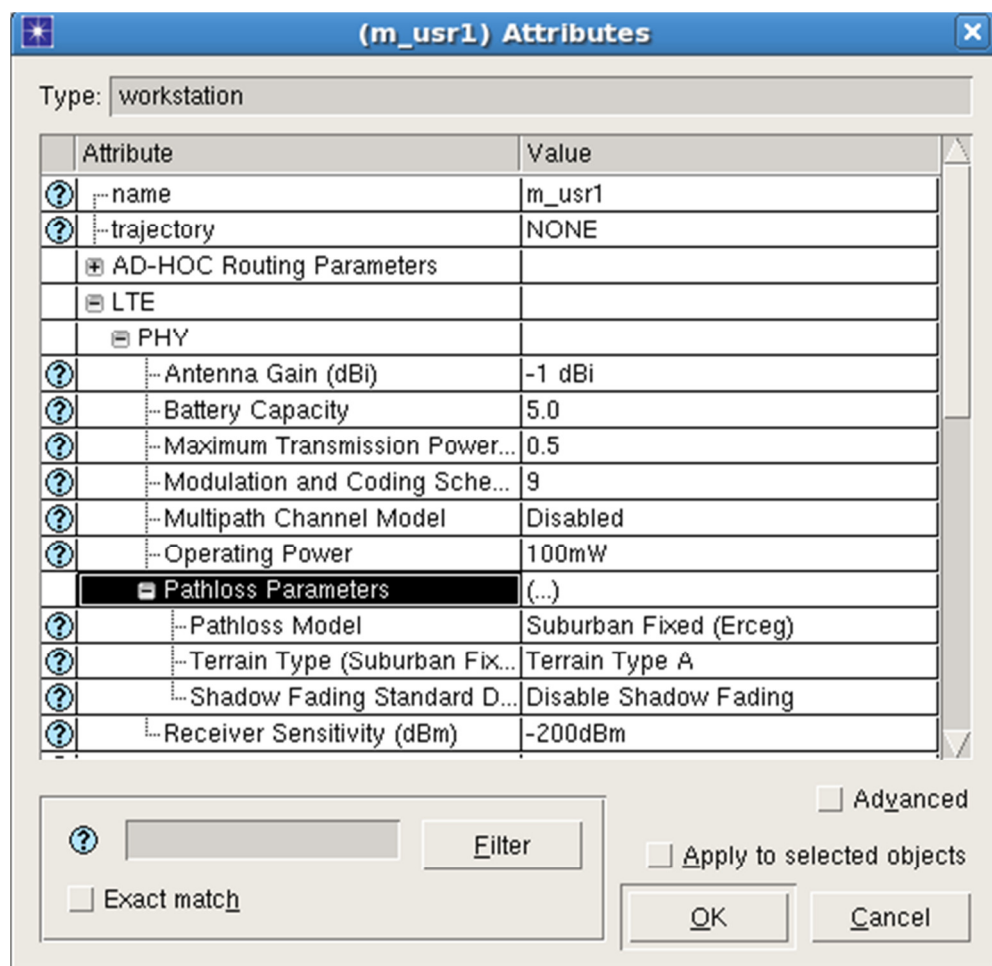 (m_usr1) Attributes
Type: workstation
Attribute Value
name m_usr1
trajectory NONE
AD-HOC Routing Parameters
LTE
PHY
Antenna Gain (dBi) -1 dBi
Battery Capacity 5.0
Maximum Transmission Power... 0.5
Modulation and Coding Sche... 9
Multipath Channel Model Disabled
Operating Power 100mW
Pathloss Parameters (...)
Pathloss Model Suburban Fixed (Erceg)
Terrain Type (Suburban Fix... Terrain Type A
Shadow Fading Standard D... Disable Shadow Fading
Receiver Sensitivity (dBm) -200dBm
Advanced
Filter
Apply to selected objects
Exact match
OK Cancel